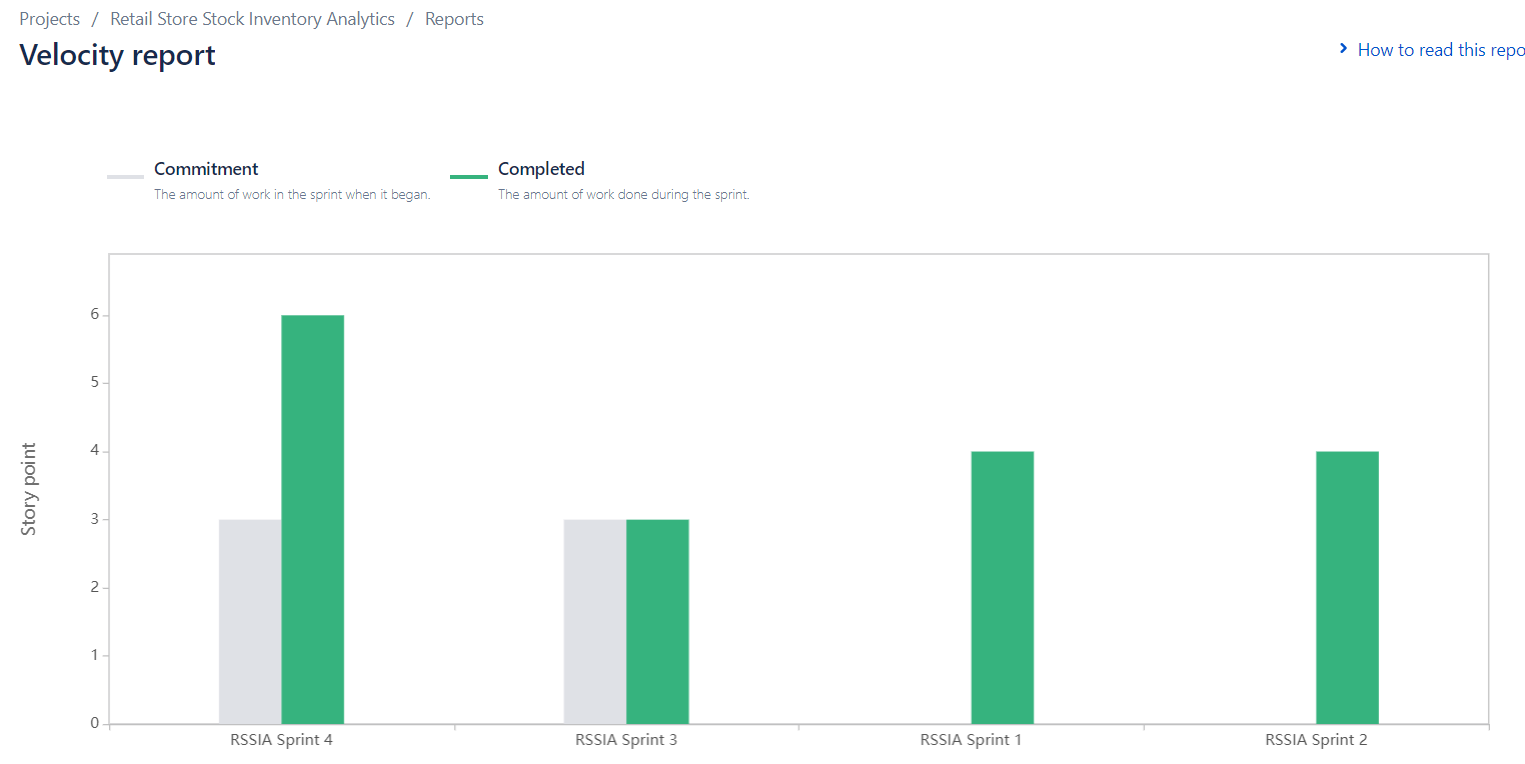 Projects / Retail Store Stock Inventory Analytics / Reports
Velocity report
How to read this repo
Commitment
The amount of work in the sprint when it began.
Completed
The amount of work done during the sprint.
Story point
6
5
4
3
2
1
0
RSSIA Sprint 4
RSSIA Sprint 3
RSSIA Sprint 1
RSSIA Sprint 2